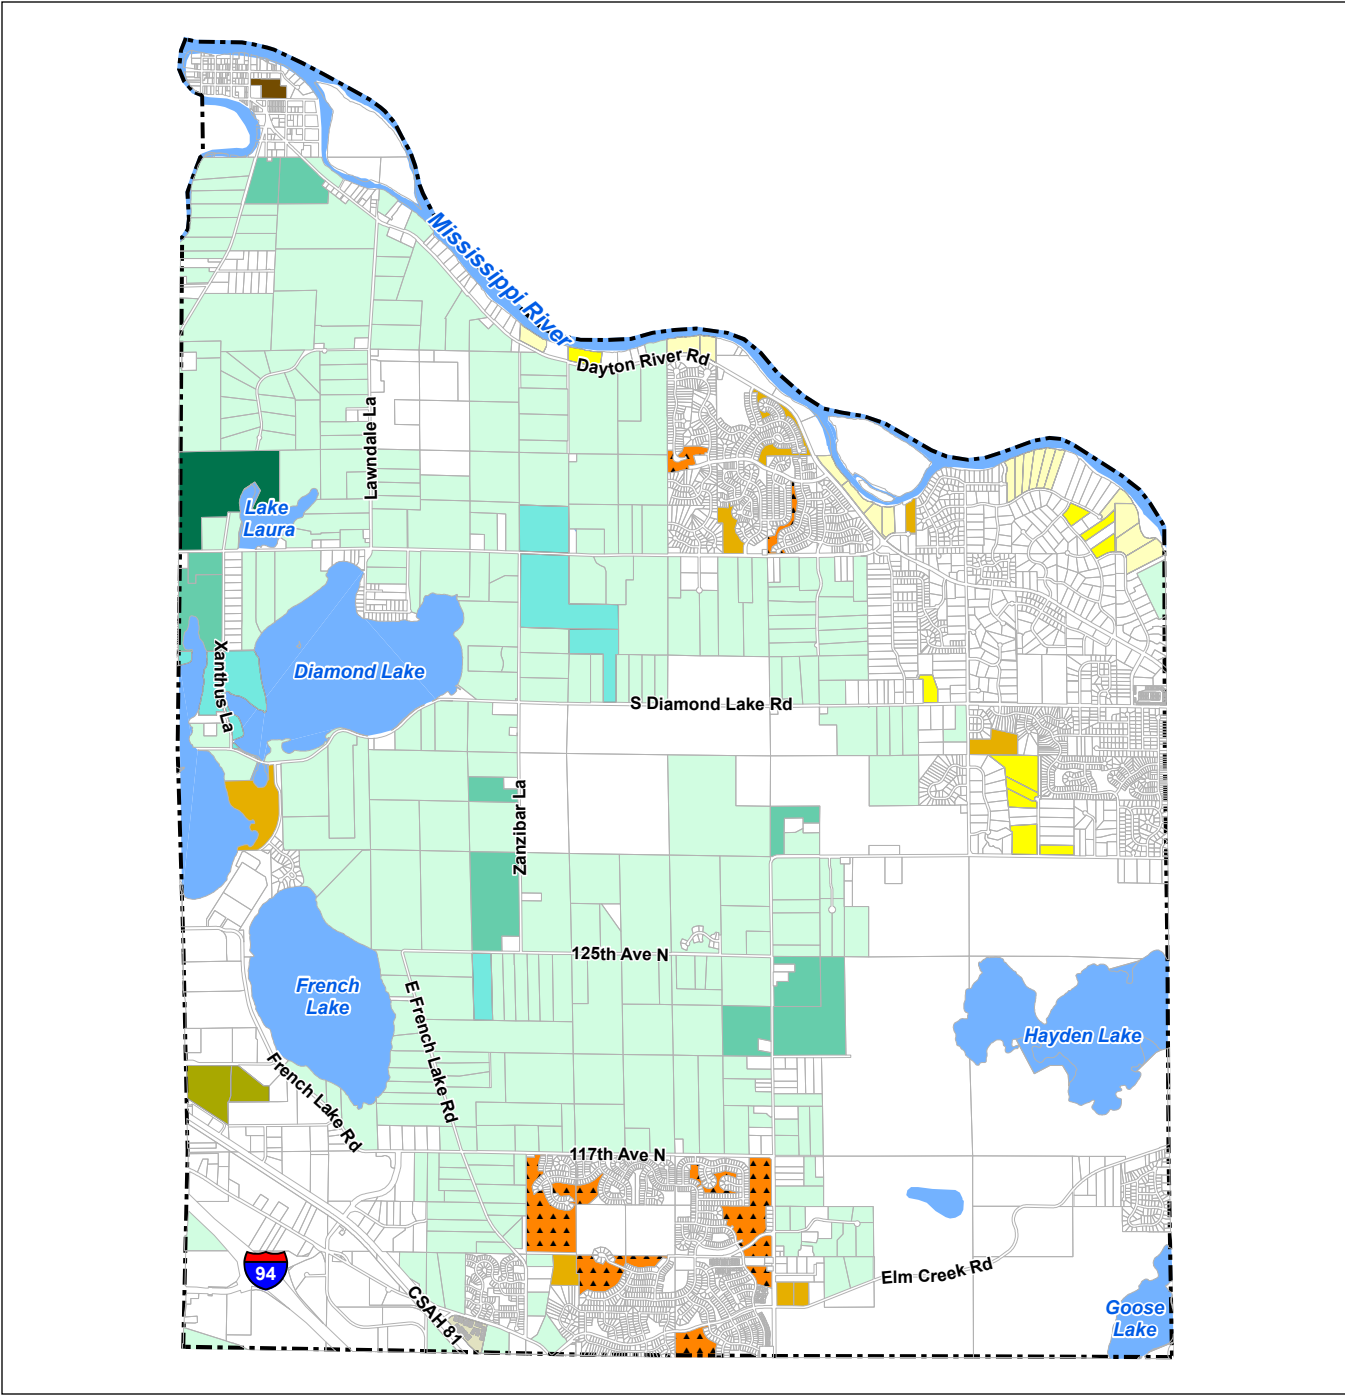 Mississippi River
Dayton River Rd
Lawndale La
Lake
Laura
Xanthus La
Diamond Lake
S Diamond Lake Rd
Zanzibar La
125th Ave N
French
Lake
E French Lake Rd
Hayden Lake
French Lake Rd
117th Ave N
94
Elm Creek Rd
CSAH 81
Goose
Lake